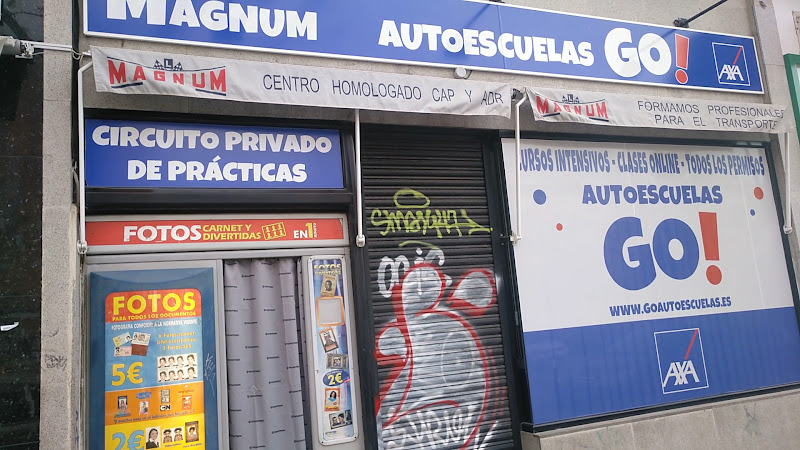 MAGNUM AUTOESCUELAS GO! AXA
L
MAGNUM CENTRO HOMOLOGADO CAP Y ADR
L
MAGNUM FORMAMOS PROFESIONALES
PARA EL TRANSPORTE
CIRCUITO PRIVADO
DE PRÁCTICAS
CURSOS INTENSIVOS - CLASES ONLINE - TODOS LOS PERMISOS
AUTOESCUELAS
GO!
WWW.GOAUTOESCUELAS.ES
AXA
FOTOS CARNET Y
DIVERTIDAS EN 1
FOTOS
PARA TODOS LOS DOCUMENTOS
5€
2€
FOTOS
2€